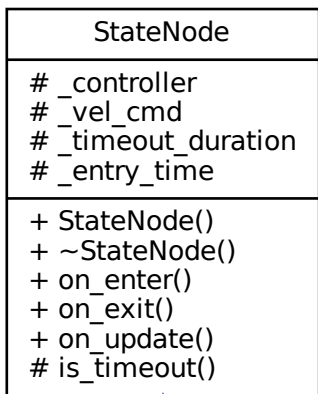 StateNode
# _controller
# _vel_cmd
# _timeout_duration
# _entry_time
+ StateNode()
+ ~StateNode()
+ on_enter()
+ on_exit()
+ on_update()
# is_timeout()